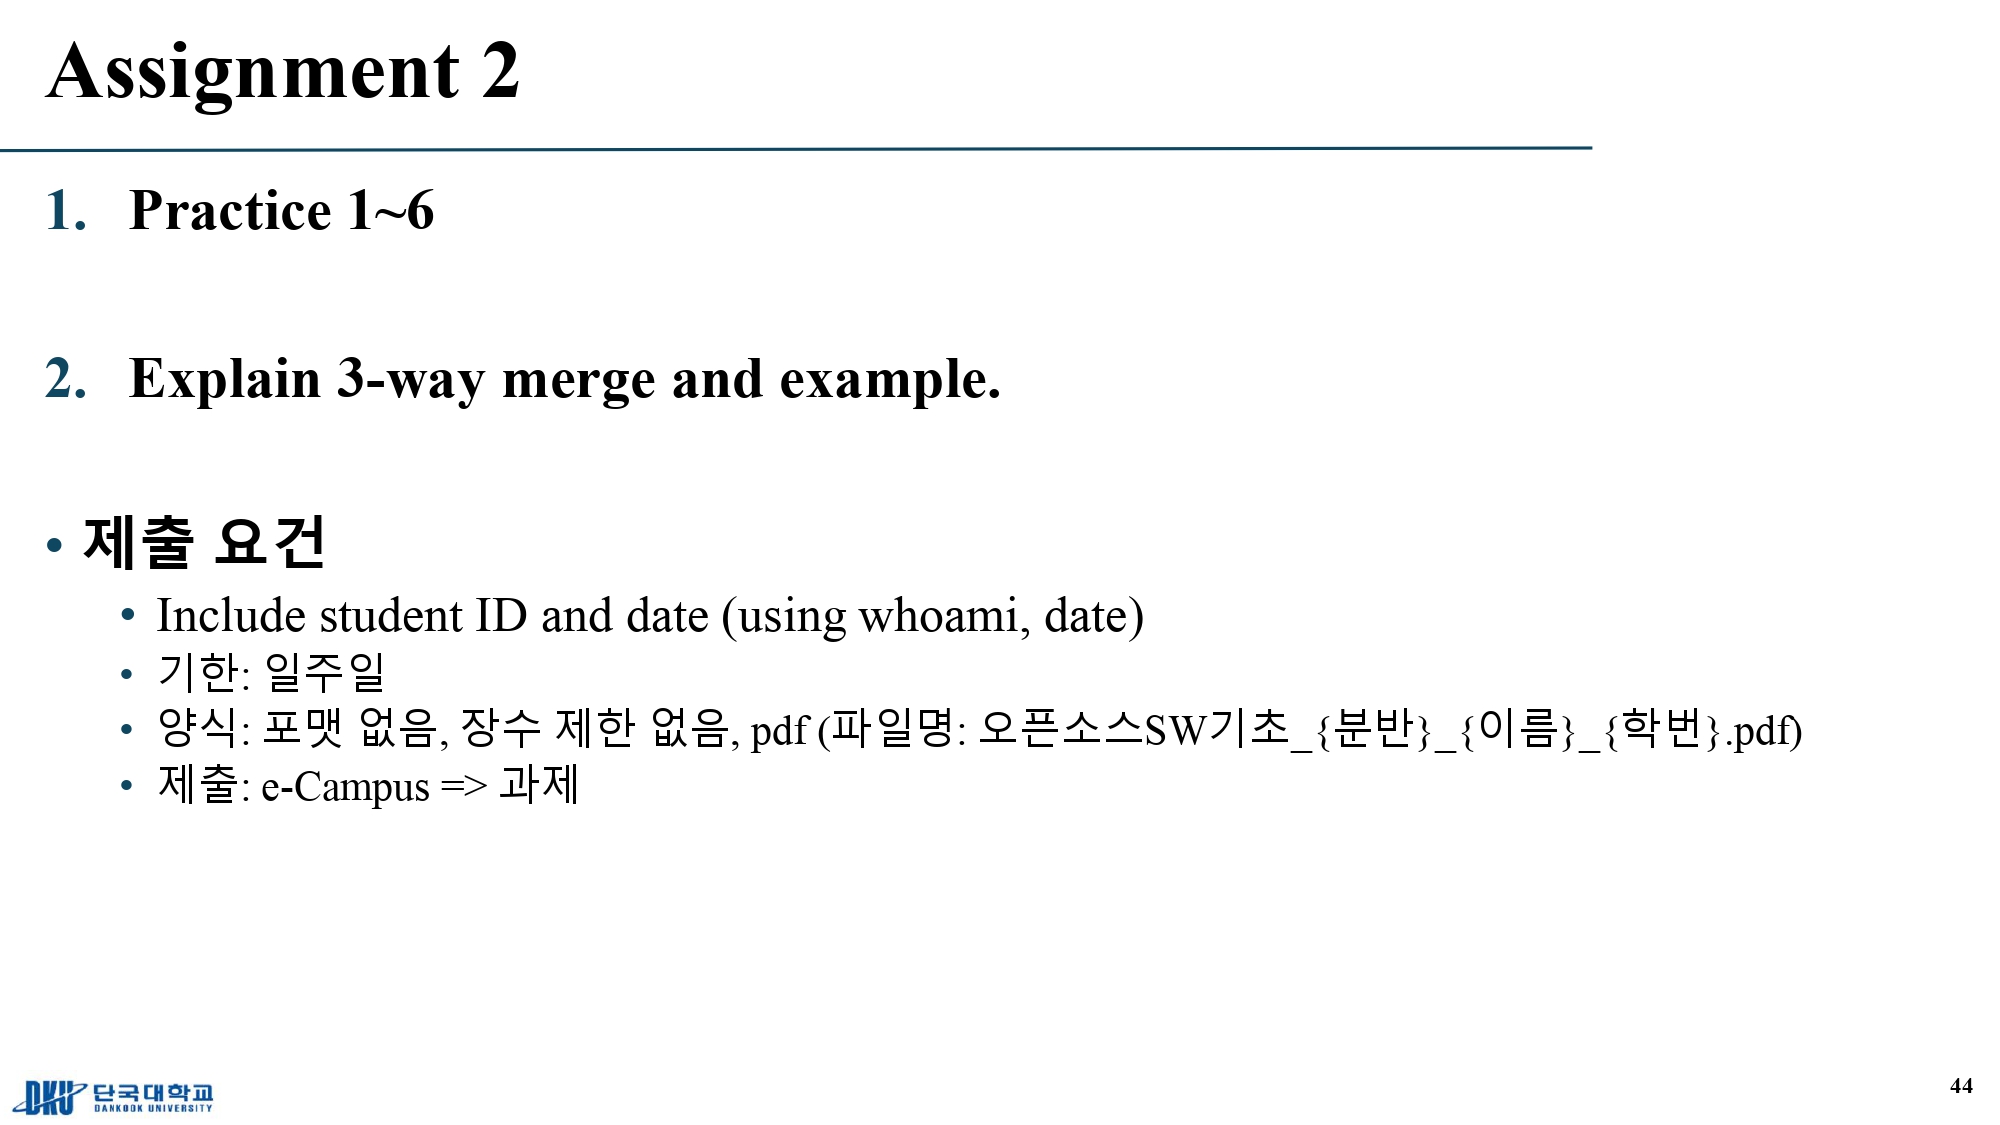 Assignment 2
1. Practice 1~6
2. Explain 3-way merge and example.
• 제출 요건
• Include student ID and date (using whoami, date)
• 기한: 일주일
• 양식: 포맷 없음, 장수 제한 없음, pdf (파일명: 오픈소스SW기초_{분반}_{이름}_{학번}.pdf)
• 제출: e-Campus => 과제
DKU 단국대학교
DANKOOK UNIVERSITY
44